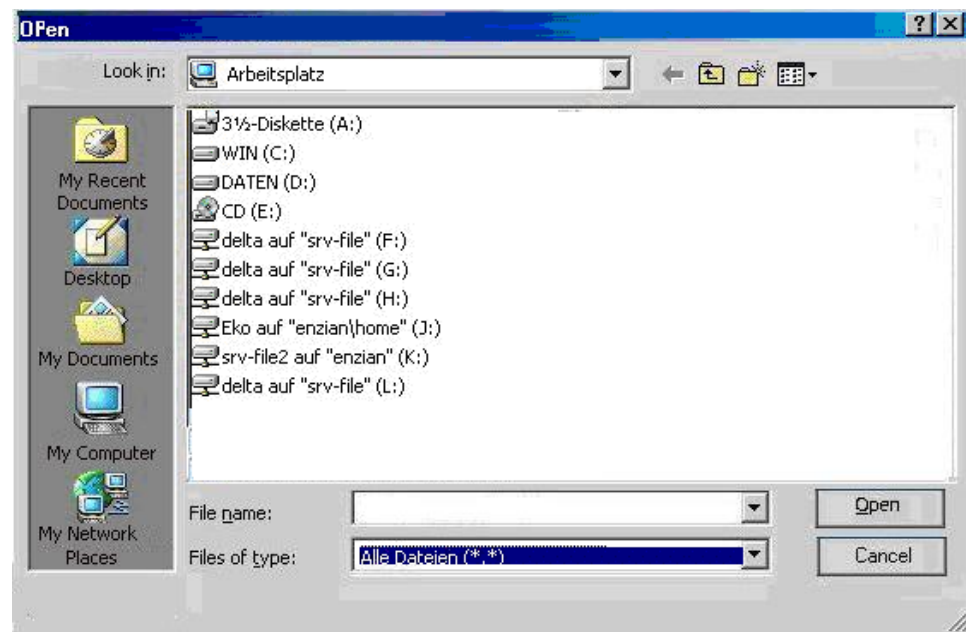 OPen
Look in:
Arbeitsplatz
3½-Diskette (A:)
WIN (C:)
DATEN (D:)
CD (E:)
delta auf "srv-file" (F:)
delta auf "srv-file" (G:)
delta auf "srv-file" (H:)
Eko auf "enzian\home" (J:)
srv-file2 auf "enzian" (K:)
delta auf "srv-file" (L:)
My Recent
Documents
Desktop
My Documents
My Computer
My Network
Places
File name:
Open
Files of type:
Alle Dateien (*.*)
Cancel